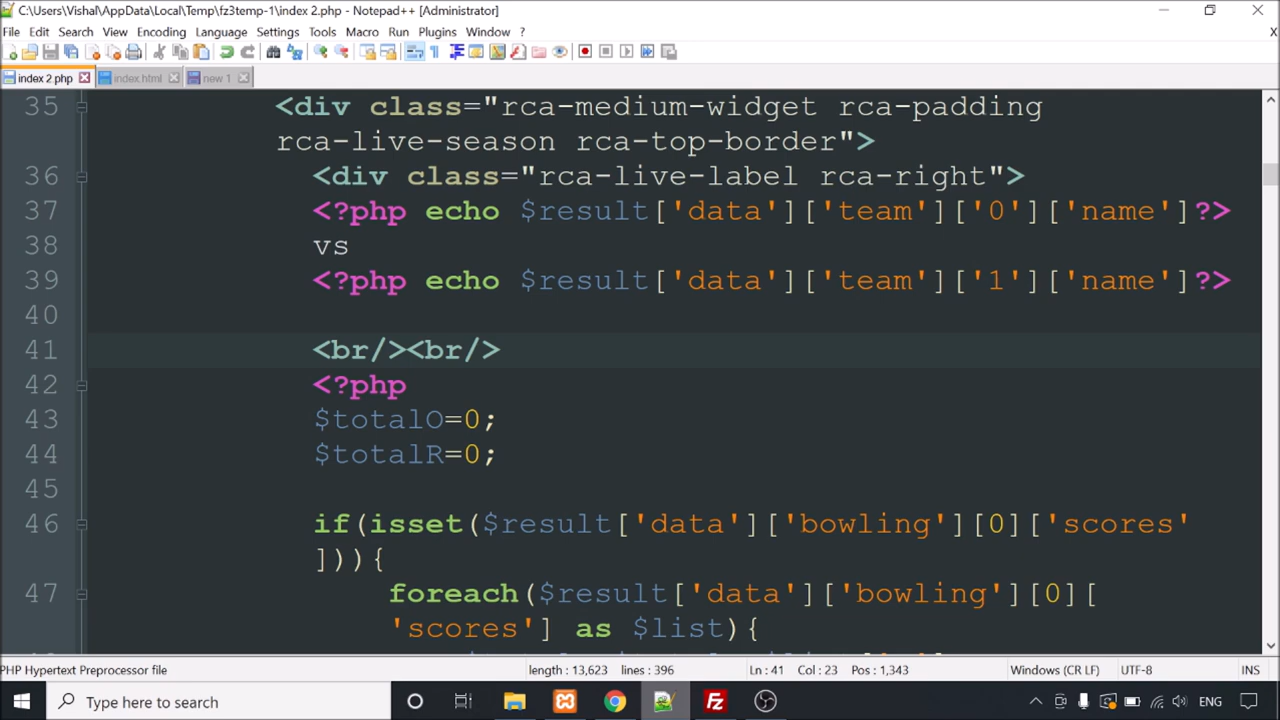 C:\Users\Vishal\AppData\Local\Temp\fz3temp-1\index 2.php - Notepad++ [Administrator]
File Edit Search View Encoding Language Settings Tools Macro Run Plugins Window ? X
index 2.php index.html new 1
35 <div class="rca-medium-widget rca-padding
rca-live-season rca-top-border">
36 <div class="rca-live-label rca-right">
37 <?php echo $result['data']['team']['0']['name']?>
38 vs
39 <?php echo $result['data']['team']['1']['name']?>
40
41 <br/><br/>
42 <?php
43 $totalO=0;
44 $totalR=0;
45
46 if(isset($result['data']['bowling'][0]['scores'
])){
47 foreach($result['data']['bowling'][0][
'scores'] as $list){
PHP Hypertext Preprocessor file length : 13,623 lines : 396 Ln : 41 Col : 23 Pos : 1,343 Windows (CR LF) UTF-8 INS
Type here to search ENG